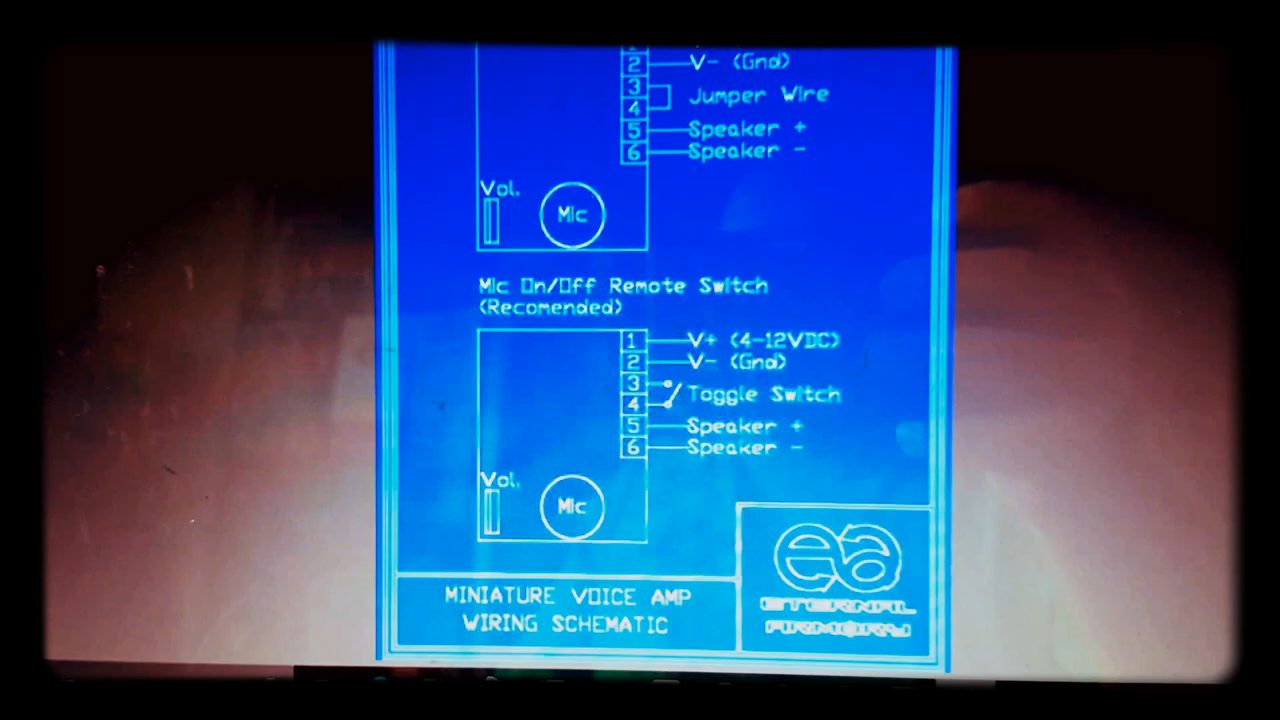 2 V- (Gnd)
3
Jumper Wire
4
5 Speaker +
6 Speaker -
Vol.
Mic
Mic On/Off Remote Switch
(Recomended)
1 V+ (4-12VDC)
2 V- (Gnd)
3
Toggle Switch
4
5 Speaker +
6 Speaker -
Vol.
Mic
ea
ETERNAL
ARMORY
MINIATURE VOICE AMP
WIRING SCHEMATIC